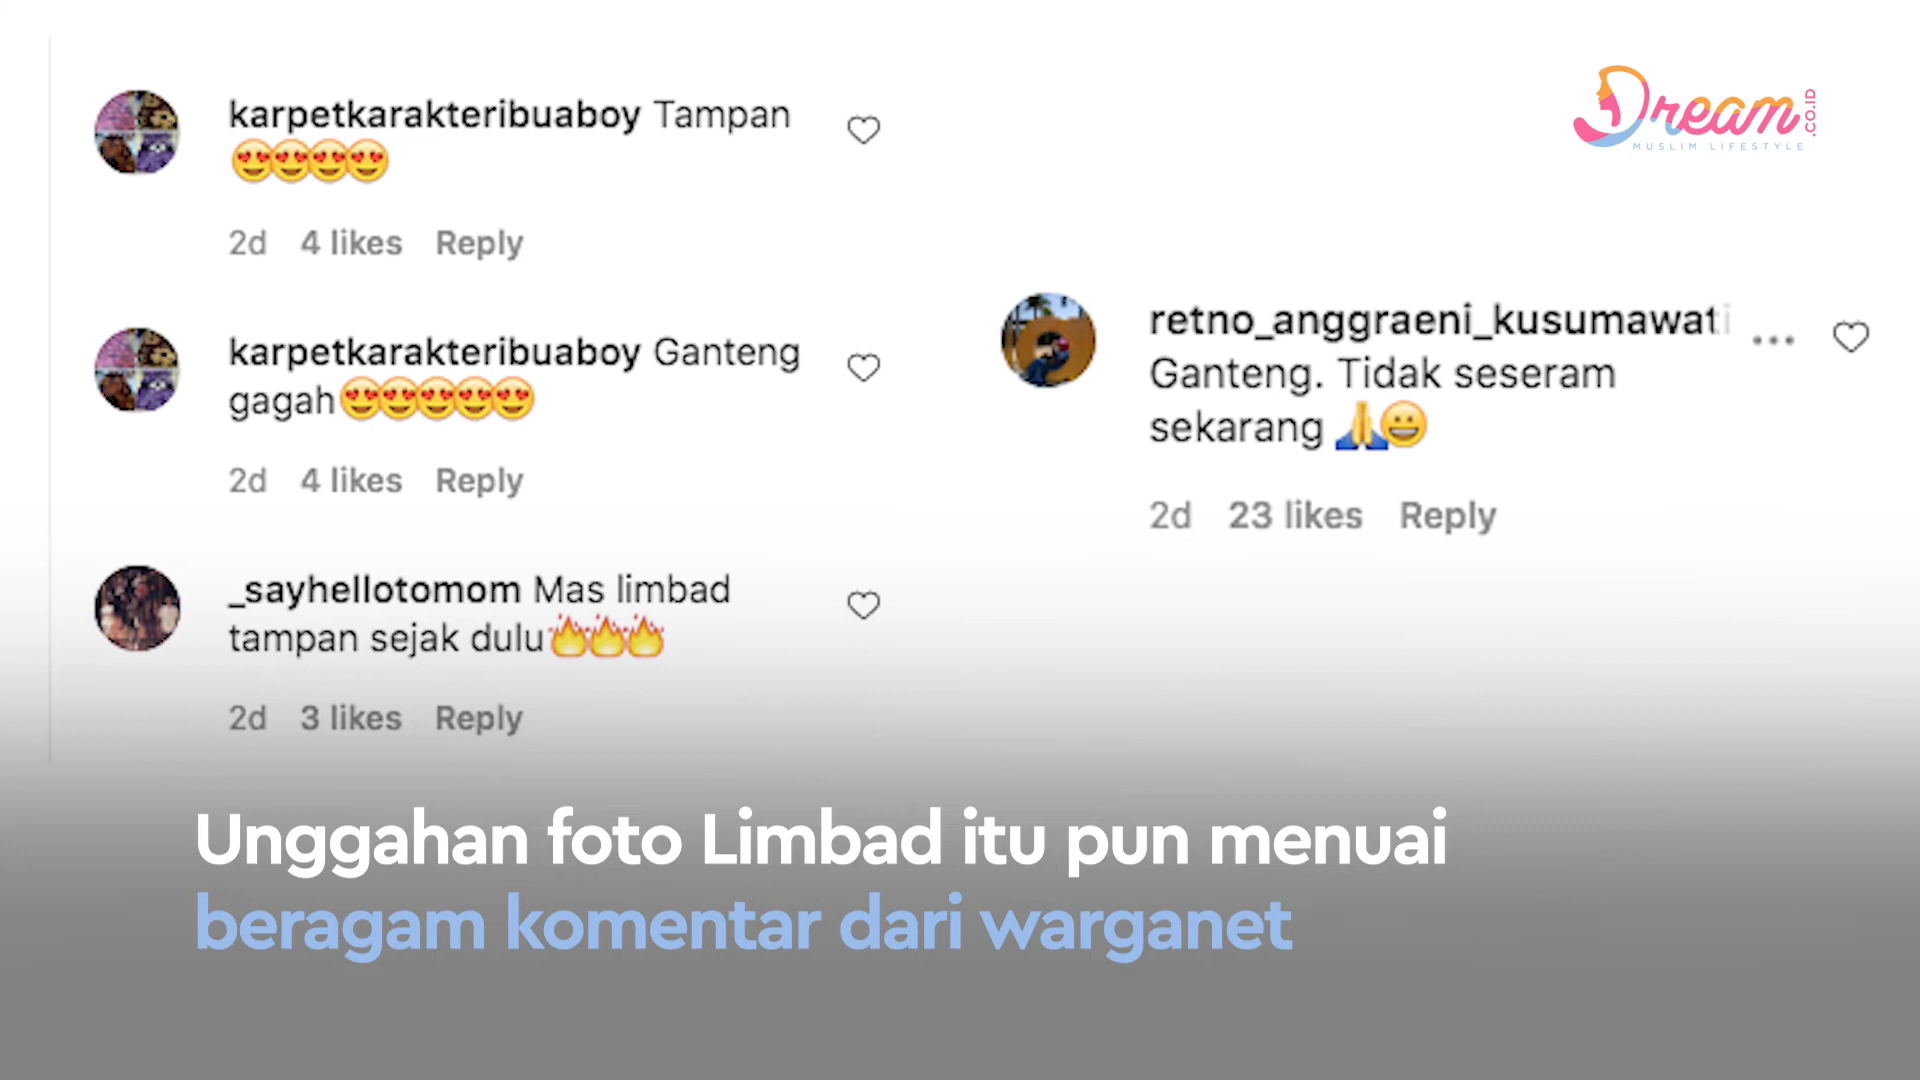 karpetkarakteribuaboy Tampan
😍😍😍😍
2d 4 likes Reply
karpetkarakteribuaboy Ganteng
gagah😍😍😍😍😍
2d 4 likes Reply
_sayhellotomom Mas limbad
tampan sejak dulu🔥🔥🔥
2d 3 likes Reply
Dream.CO.ID
MUSLIM LIFESTYLE
retno_anggraeni_kusumawati
Ganteng. Tidak seseram
sekarang 🙏😀
2d 23 likes Reply
Unggahan foto Limbad itu pun menuai
beragam komentar dari warganet